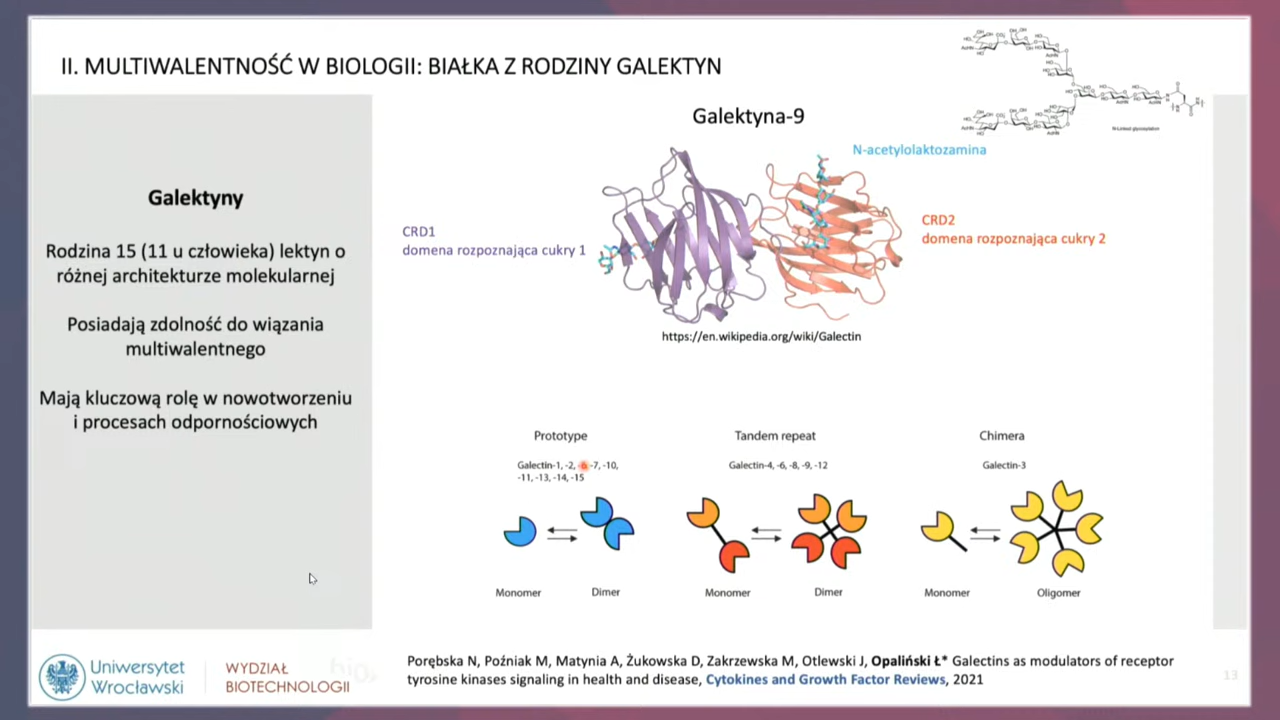 II. MULTIWALENTNOŚĆ W BIOLOGII: BIAŁKA Z RODZINY GALEKTYN
Galektyny
Rodzina 15 (11 u człowieka) lektyn o
różnej architekturze molekularnej
Posiadają zdolność do wiązania
multiwalentnego
Mają kluczową rolę w nowotworzeniu
i procesach odpornościowych
Galektyna-9
N-acetylolaktozamina
CRD1
domena rozpoznająca cukry 1
CRD2
domena rozpoznająca cukry 2
https://en.wikipedia.org/wiki/Galectin
N-Linked glycosylation
Prototype
Galectin-1, -2, -7, -10,
-11, -13, -14, -15
Monomer
Dimer
Tandem repeat
Galectin-4, -6, -8, -9, -12
Monomer
Dimer
Chimera
Galectin-3
Monomer
Oligomer
Uniwersytet
Wrocławski
WYDZIAŁ
BIOTECHNOLOGII
Porębska N, Poźniak M, Matynia A, Żukowska D, Zakrzewska M, Otlewski J, Opaliński Ł* Galectins as modulators of receptor
tyrosine kinases signaling in health and disease, Cytokines and Growth Factor Reviews, 2021
13